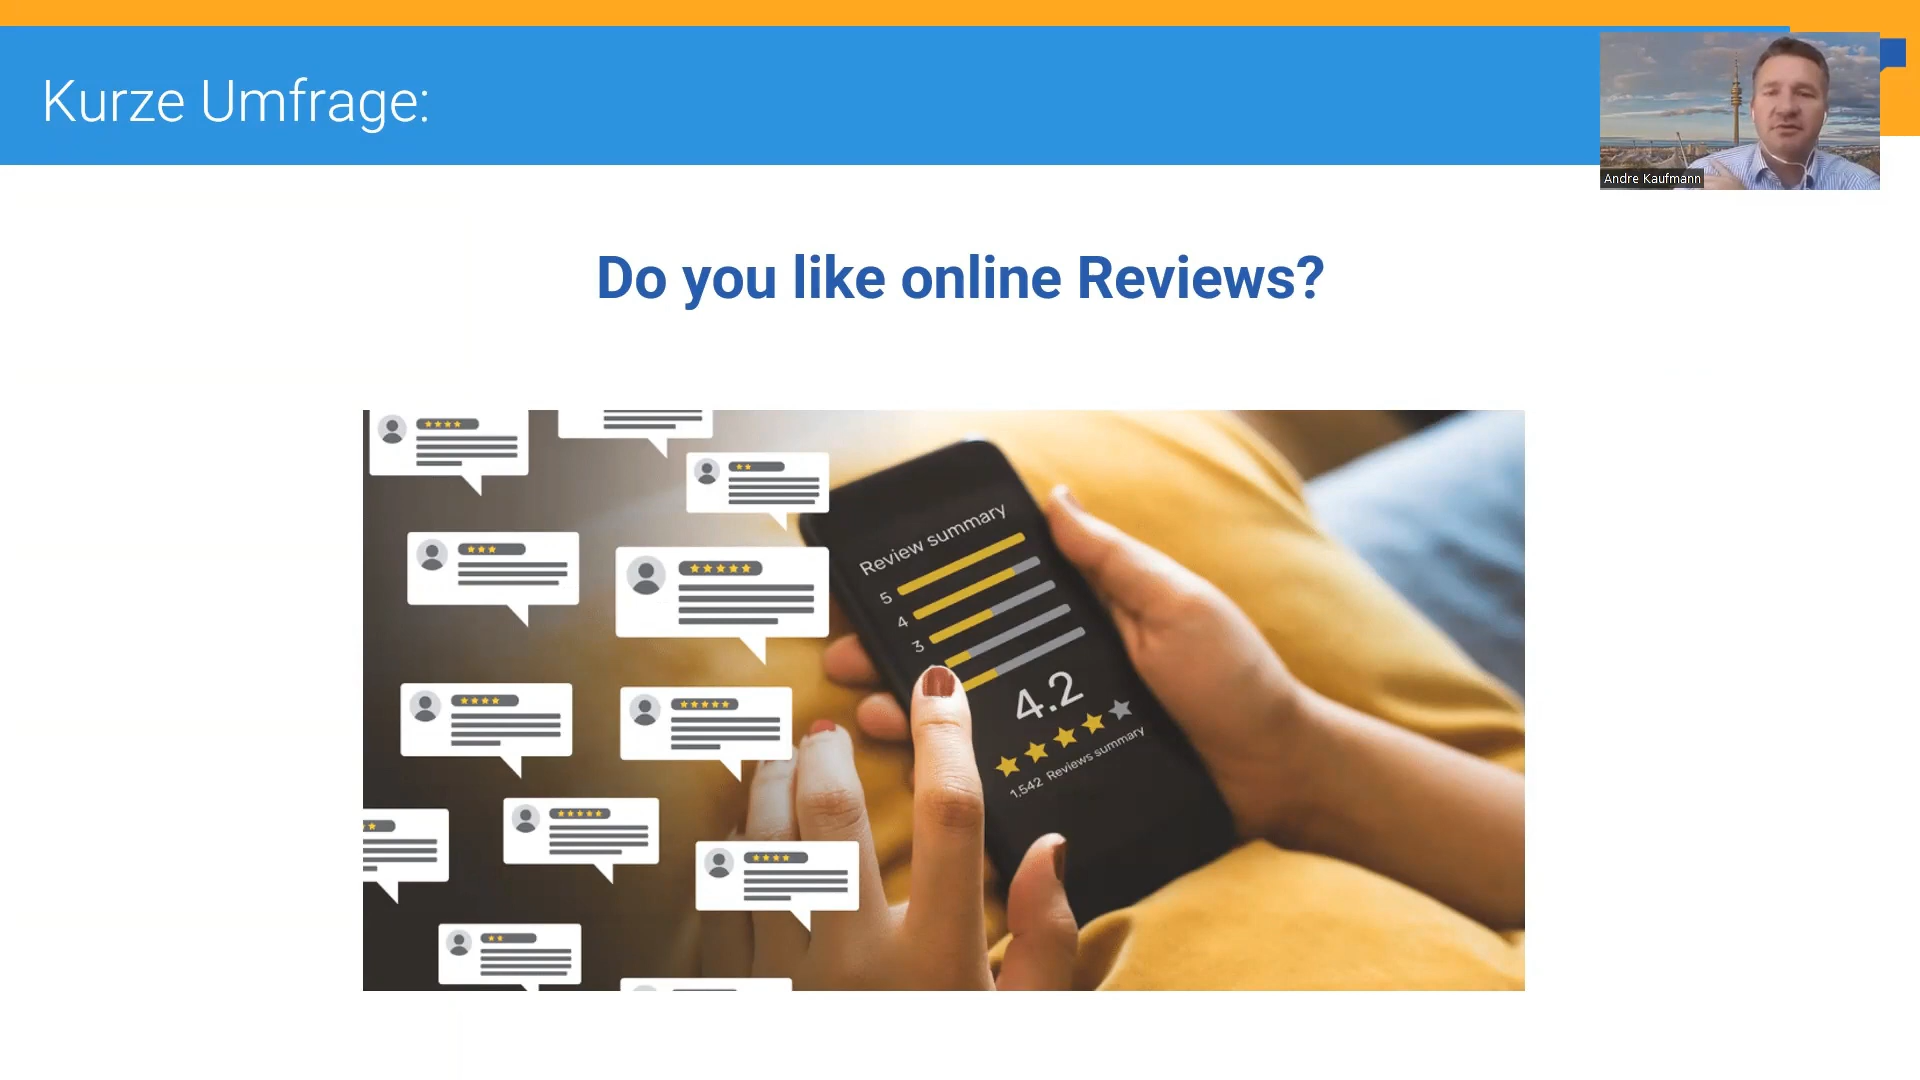 Kurze Umfrage:
Andre Kaufmann
Do you like online Reviews?
Review summary
5
4
3
4.2
1,542 Reviews summary